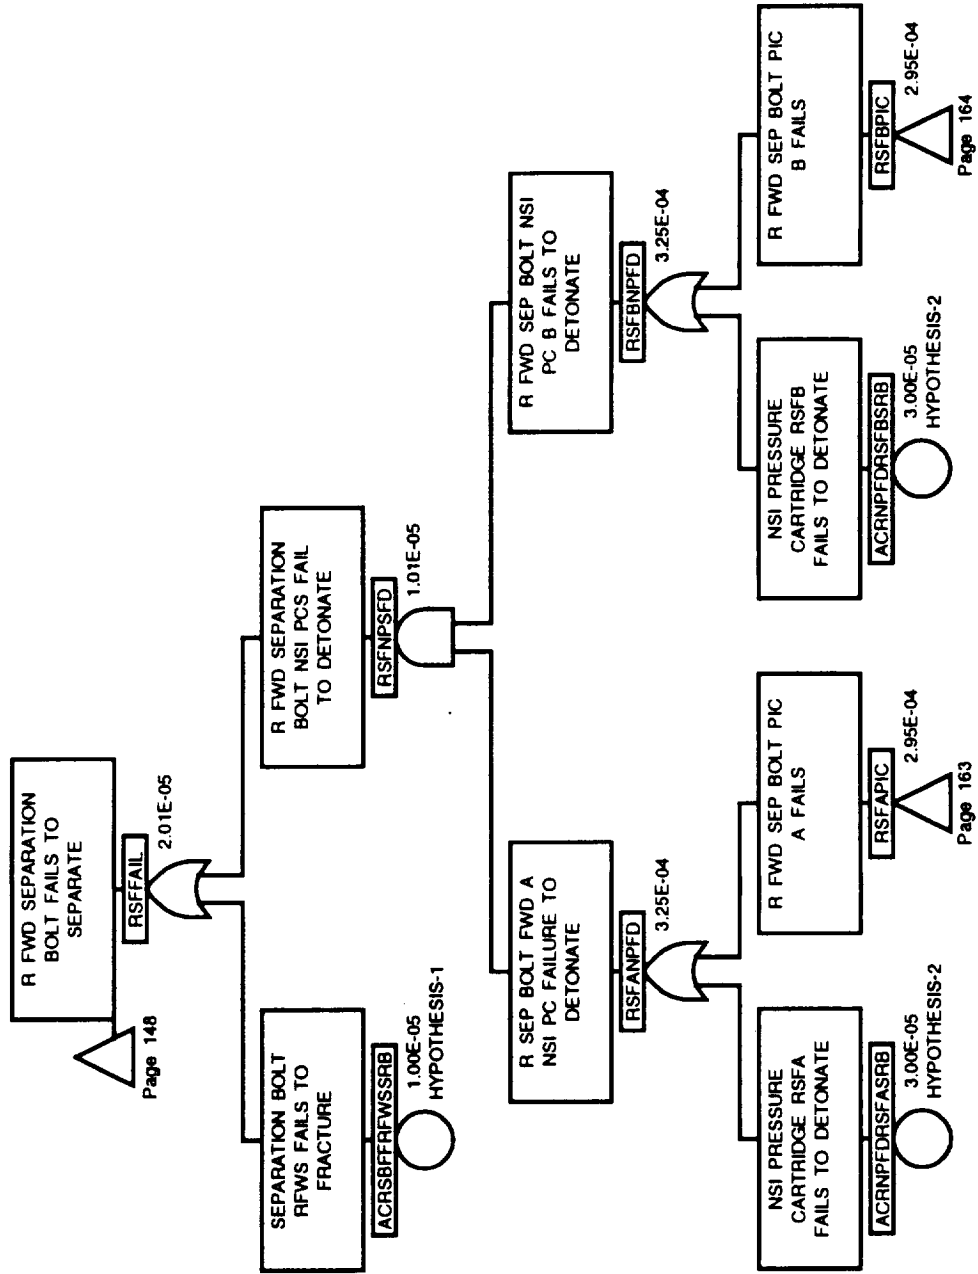 R FWD SEPARATION
BOLT FAILS TO
SEPARATE
Page 148
RSFFAIL
2.01E-05
SEPARATION BOLT
RFWS FAILS TO
FRACTURE
ACRSBFFRFWSSRB
1.00E-05
HYPOTHESIS-1
R FWD SEPARATION
BOLT NSI PCS FAIL
TO DETONATE
RSFNPSFD
1.01E-05
R SEP BOLT FWD A
NSI PC FAILURE TO
DETONATE
RSFANPFD
3.25E-04
R FWD SEP BOLT NSI
PC B FAILS TO
DETONATE
RSFBNPFD
3.25E-04
NSI PRESSURE
CARTRIDGE RSFA
FAILS TO DETONATE
ACRNPFDRSFASRB
3.00E-05
HYPOTHESIS-2
R FWD SEP BOLT PIC
A FAILS
RSFAPIC
2.95E-04
Page 163
NSI PRESSURE
CARTRIDGE RSFB
FAILS TO DETONATE
ACRNPFDRSFBSRB
3.00E-05
HYPOTHESIS-2
R FWD SEP BOLT PIC
B FAILS
RSFBPIC
2.95E-04
Page 164